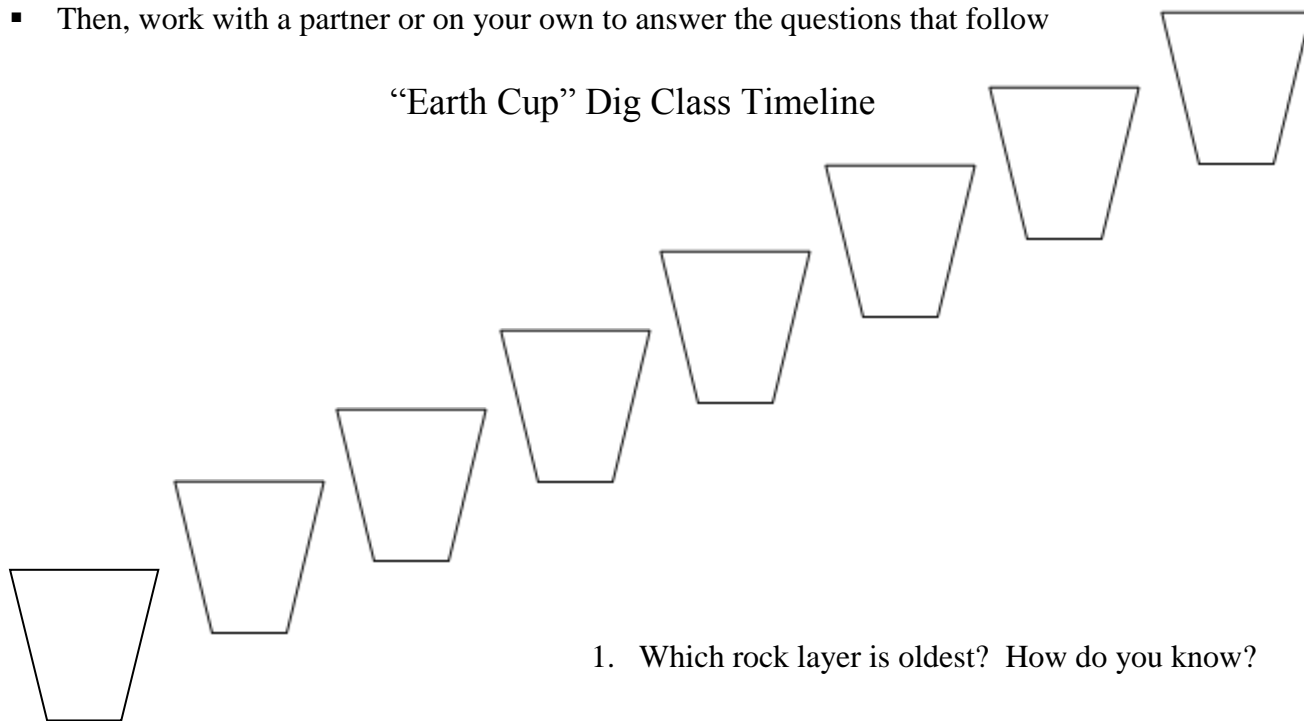 ▪ Then, work with a partner or on your own to answer the questions that follow
“Earth Cup” Dig Class Timeline
1. Which rock layer is oldest? How do you know?